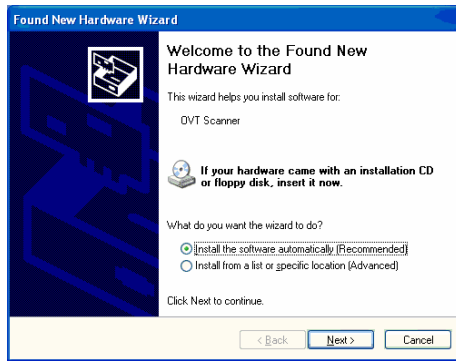 Found New Hardware Wizard
Welcome to the Found New
Hardware Wizard
This wizard helps you install software for:
OVT Scanner
If your hardware came with an installation CD
or floppy disk, insert it now.
What do you want the wizard to do?
Install the software automatically (Recommended)
Install from a list or specific location (Advanced)
Click Next to continue.
< Back Next > Cancel